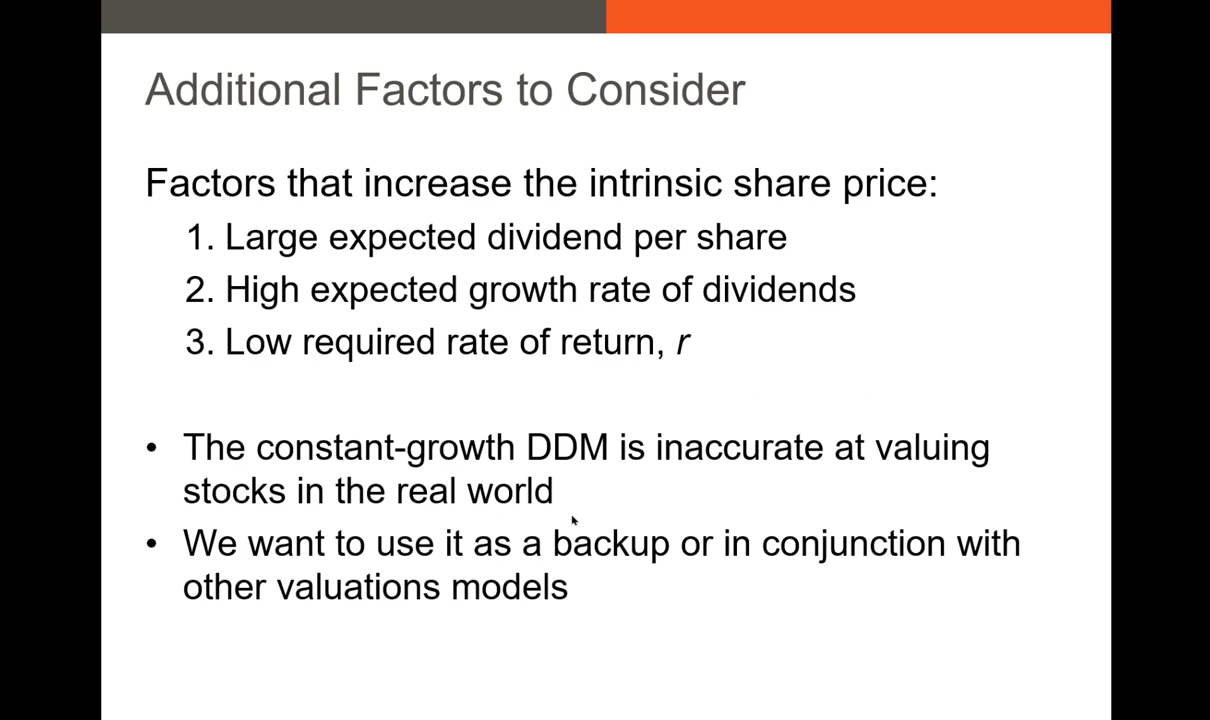 Additional Factors to Consider
Factors that increase the intrinsic share price:
1. Large expected dividend per share
2. High expected growth rate of dividends
3. Low required rate of return, r
• The constant-growth DDM is inaccurate at valuing
stocks in the real world
• We want to use it as a backup or in conjunction with
other valuations models